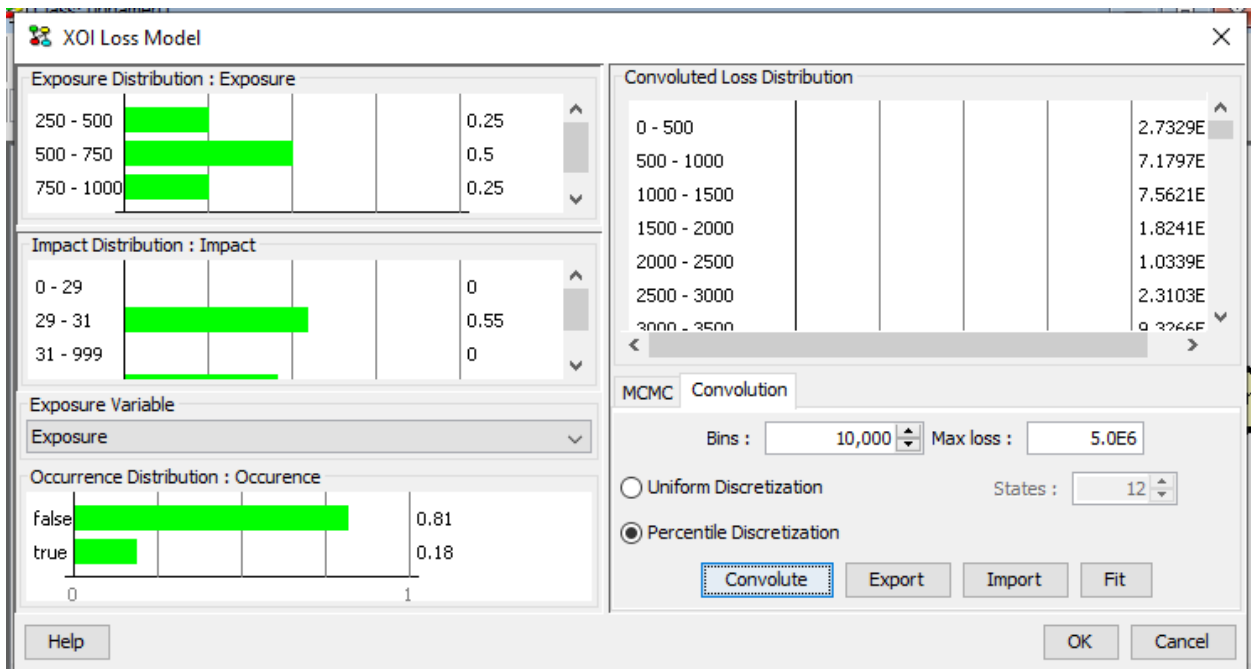 XOI Loss Model
Exposure Distribution : Exposure
250 - 500 0.25
500 - 750 0.5
750 - 1000 0.25
Impact Distribution : Impact
0 - 29 0
29 - 31 0.55
31 - 999 0
Exposure Variable
Exposure
Occurrence Distribution : Occurence
false 0.81
true 0.18
0 1
Convoluted Loss Distribution
0 - 500 2.7329E
500 - 1000 7.1797E
1000 - 1500 7.5621E
1500 - 2000 1.8241E
2000 - 2500 1.0339E
2500 - 3000 2.3103E
3000 - 3500 9.3266E
MCMC Convolution
Bins : 10,000 Max loss : 5.0E6
Uniform Discretization States : 12
Percentile Discretization
Convolute Export Import Fit
Help OK Cancel